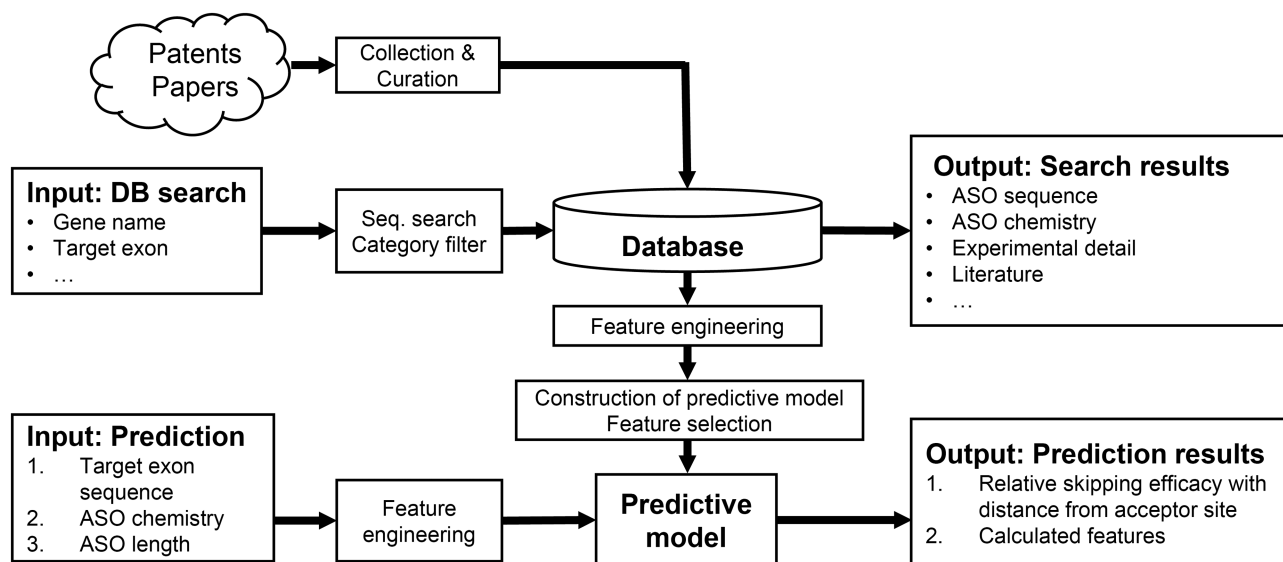 Patents
Papers
Collection &
Curation
Input: DB search
• Gene name
• Target exon
• …
Seq. search
Category filter
Database
Output: Search results
• ASO sequence
• ASO chemistry
• Experimental detail
• Literature
• …
Feature engineering
Construction of predictive model
Feature selection
Input: Prediction
1. Target exon
sequence
2. ASO chemistry
3. ASO length
Feature
engineering
Predictive
model
Output: Prediction results
1. Relative skipping efficacy with
distance from acceptor site
2. Calculated features